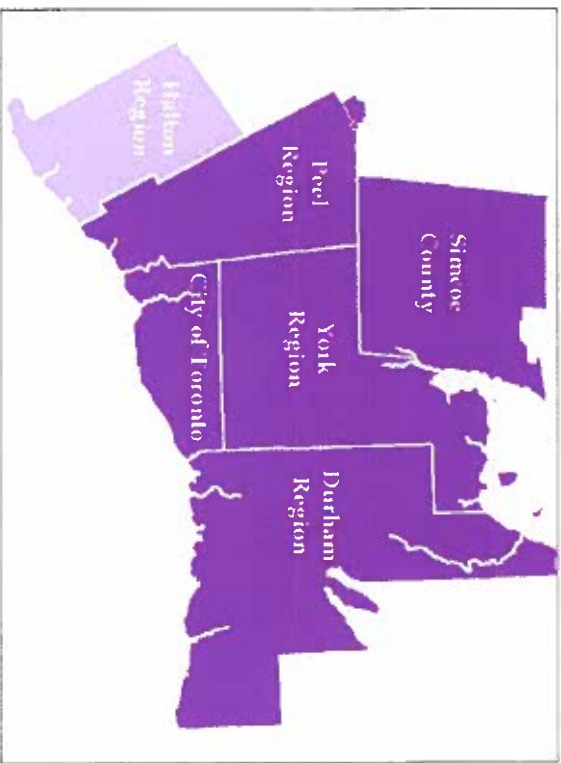 Simcoe
County
Peel
Region
York
Region
Durham
Region
Halton
Region
City of Toronto